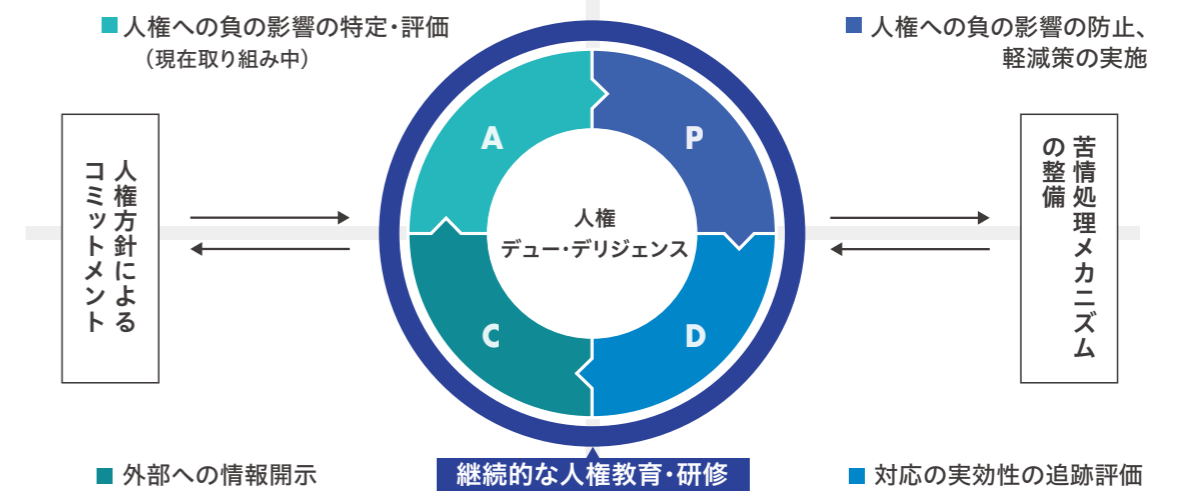 人権への負の影響の特定・評価
（現在取り組み中）
人権への負の影響の防止、
軽減策の実施
人権方針による
コミットメント
A
P
人権
デュー・デリジェンス
C
D
苦情処理メカニズム
の整備
外部への情報開示
継続的な人権教育・研修
対応の実効性の追跡評価